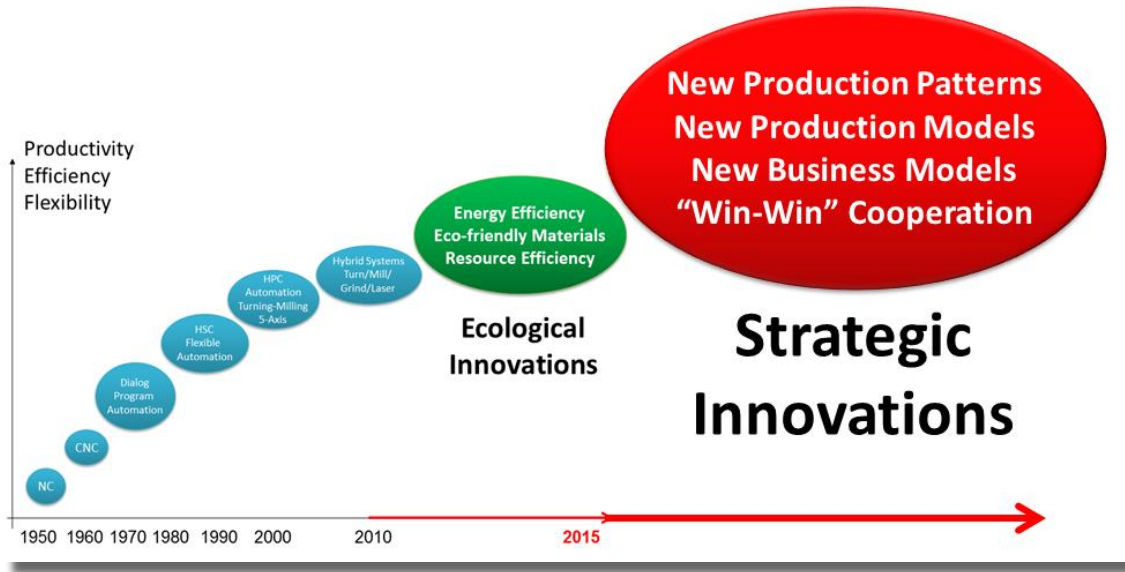 New Production Patterns
New Production Models
New Business Models
“Win-Win” Cooperation
Productivity
Efficiency
Flexibility
Energy Efficiency
Eco-friendly Materials
Resource Efficiency
Hybrid Systems
Turn/Mill/
Grind/Laser
HPC
Automation
Turning-Milling
5-Axis
HSC
Flexible
Automation
Dialog
Program
Automation
CNC
NC
Ecological
Innovations
Strategic
Innovations
1950 1960 1970 1980 1990 2000 2010 2015